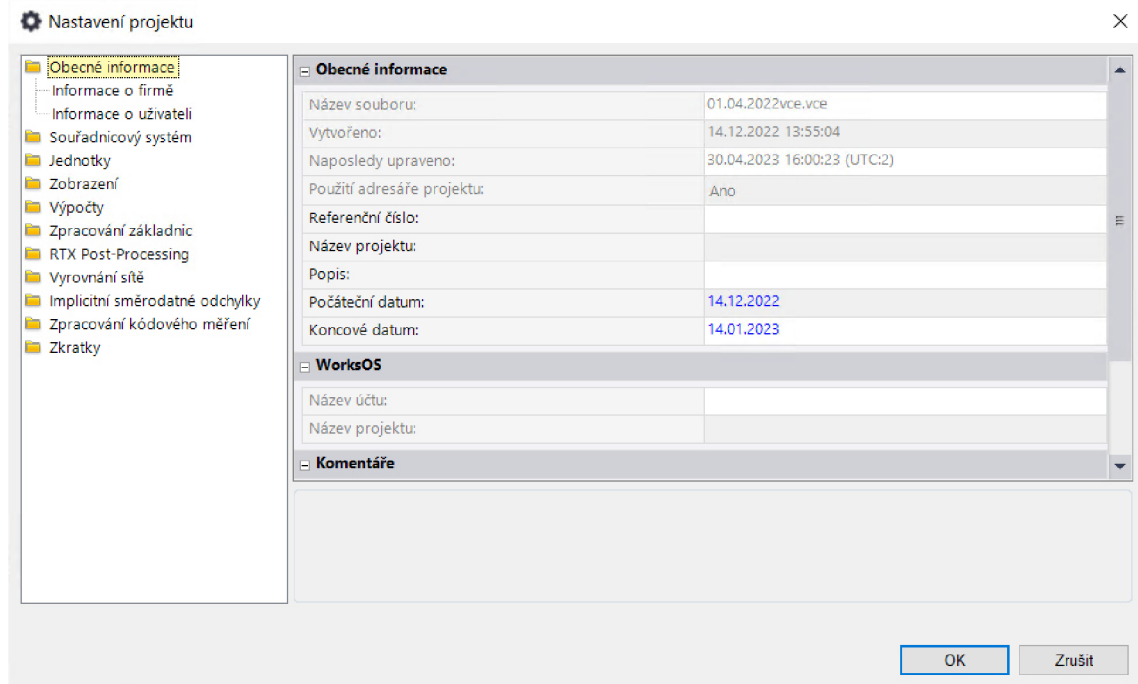 Nastavení projektu
Obecné informace
Informace o firmě
Informace o uživateli
Souřadnicový systém
Jednotky
Zobrazení
Výpočty
Zpracování základnic
RTX Post-Processing
Vyrovnání sítě
Implicitní směrodatné odchylky
Zpracování kódového měření
Zkratky
Obecné informace
Název souboru: 01.04.2022vce.vce
Vytvořeno: 14.12.2022 13:55:04
Naposledy upraveno: 30.04.2023 16:00:23 (UTC:2)
Použití adresáře projektu: Ano
Referenční číslo:
Název projektu:
Popis:
Počáteční datum: 14.12.2022
Koncové datum: 14.01.2023
WorksOS
Název účtu:
Název projektu:
Komentáře
OK Zrušit